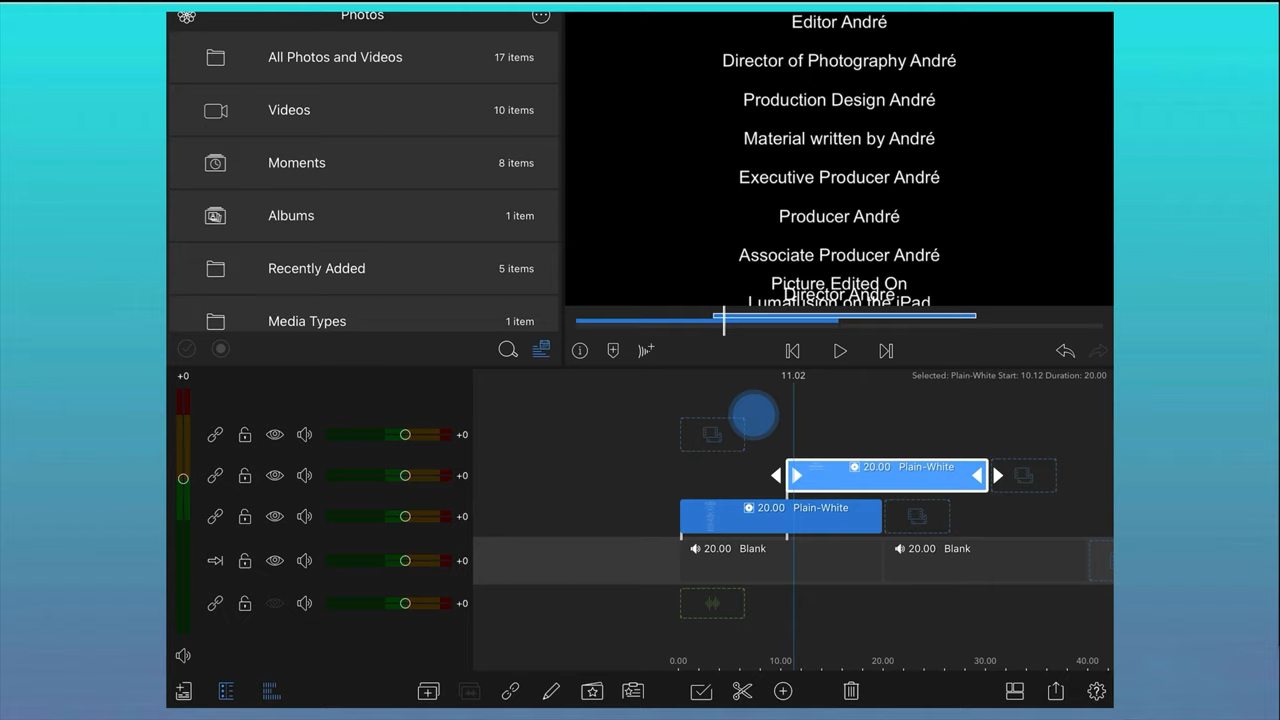 Photos
All Photos and Videos 17 items
Videos 10 items
Moments 8 items
Albums 1 item
Recently Added 5 items
Media Types 1 item
Editor André
Director of Photography André
Production Design André
Material written by André
Executive Producer André
Producer André
Associate Producer André
Picture Edited On
Director André
Lumafusion on the iPad
+0
11.02
Selected: Plain-White Start: 10.12 Duration: 20.00
+0
+0
20.00 Plain-White
+0
20.00 Plain-White
+0
20.00 Blank
20.00 Blank
+0
0.00 10.00 20.00 30.00 40.00